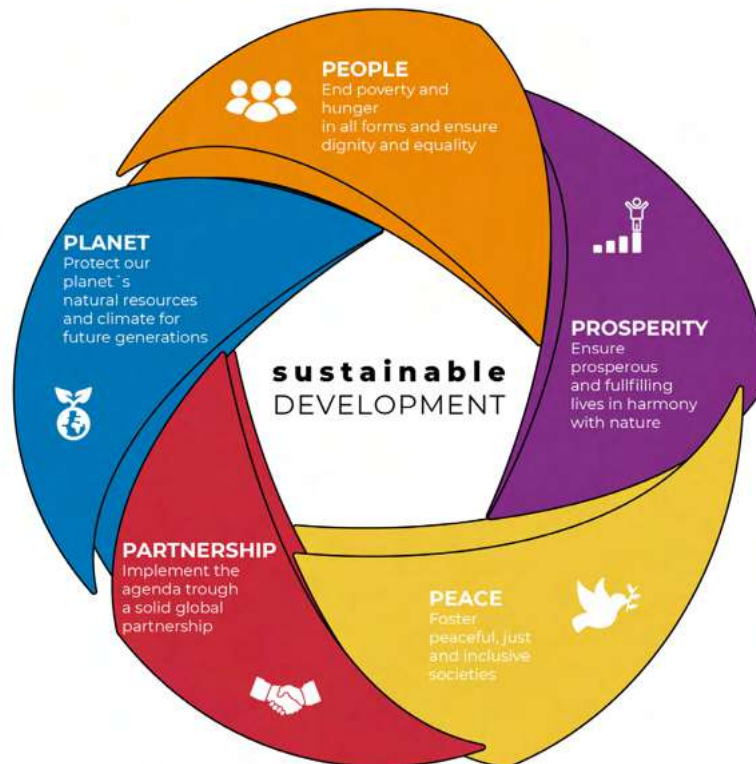 PEOPLE
End poverty and
hunger
in all forms and ensure
dignity and equality
PROSPERITY
Ensure
prosperous
and fullfilling
lives in harmony
with nature
PEACE
Foster
peaceful, just
and inclusive
societies
PARTNERSHIP
Implement the
agenda trough
a solid global
partnership
PLANET
Protect our
planet´s
natural resources
and climate for
future generations
sustainable
DEVELOPMENT